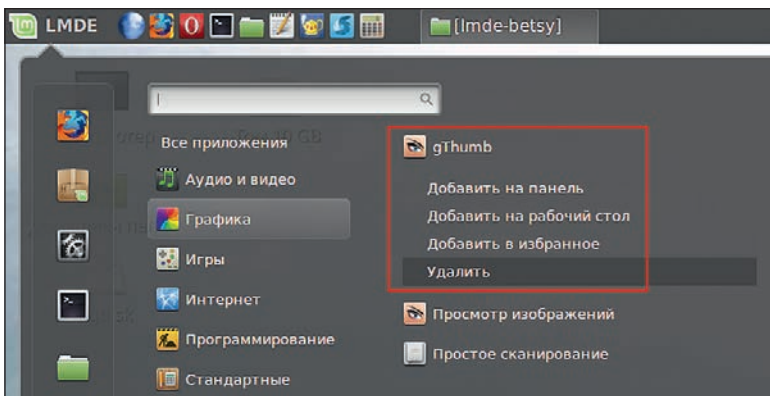 LMDE [lmde-betsy]
Все приложения
Аудио и видео
Графика
Игры
Интернет
Программирование
Стандартные
gThumb
Добавить на панель
Добавить на рабочий стол
Добавить в избранное
Удалить
Просмотр изображений
Простое сканирование